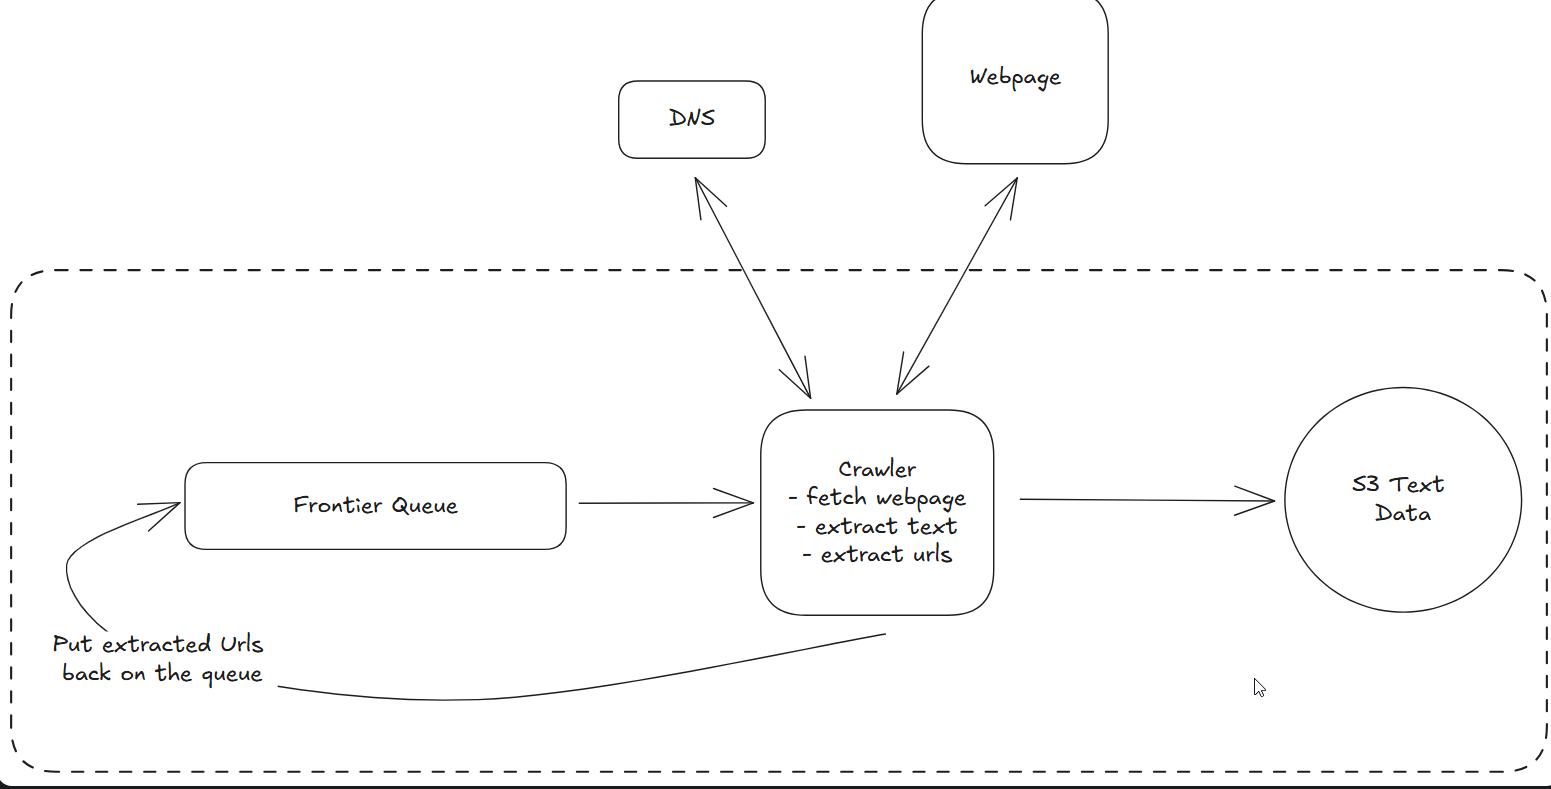 Webpage
DNS
Crawler
- fetch webpage
- extract text
- extract urls
Frontier Queue
S3 Text
Data
Put extracted Urls
back on the queue